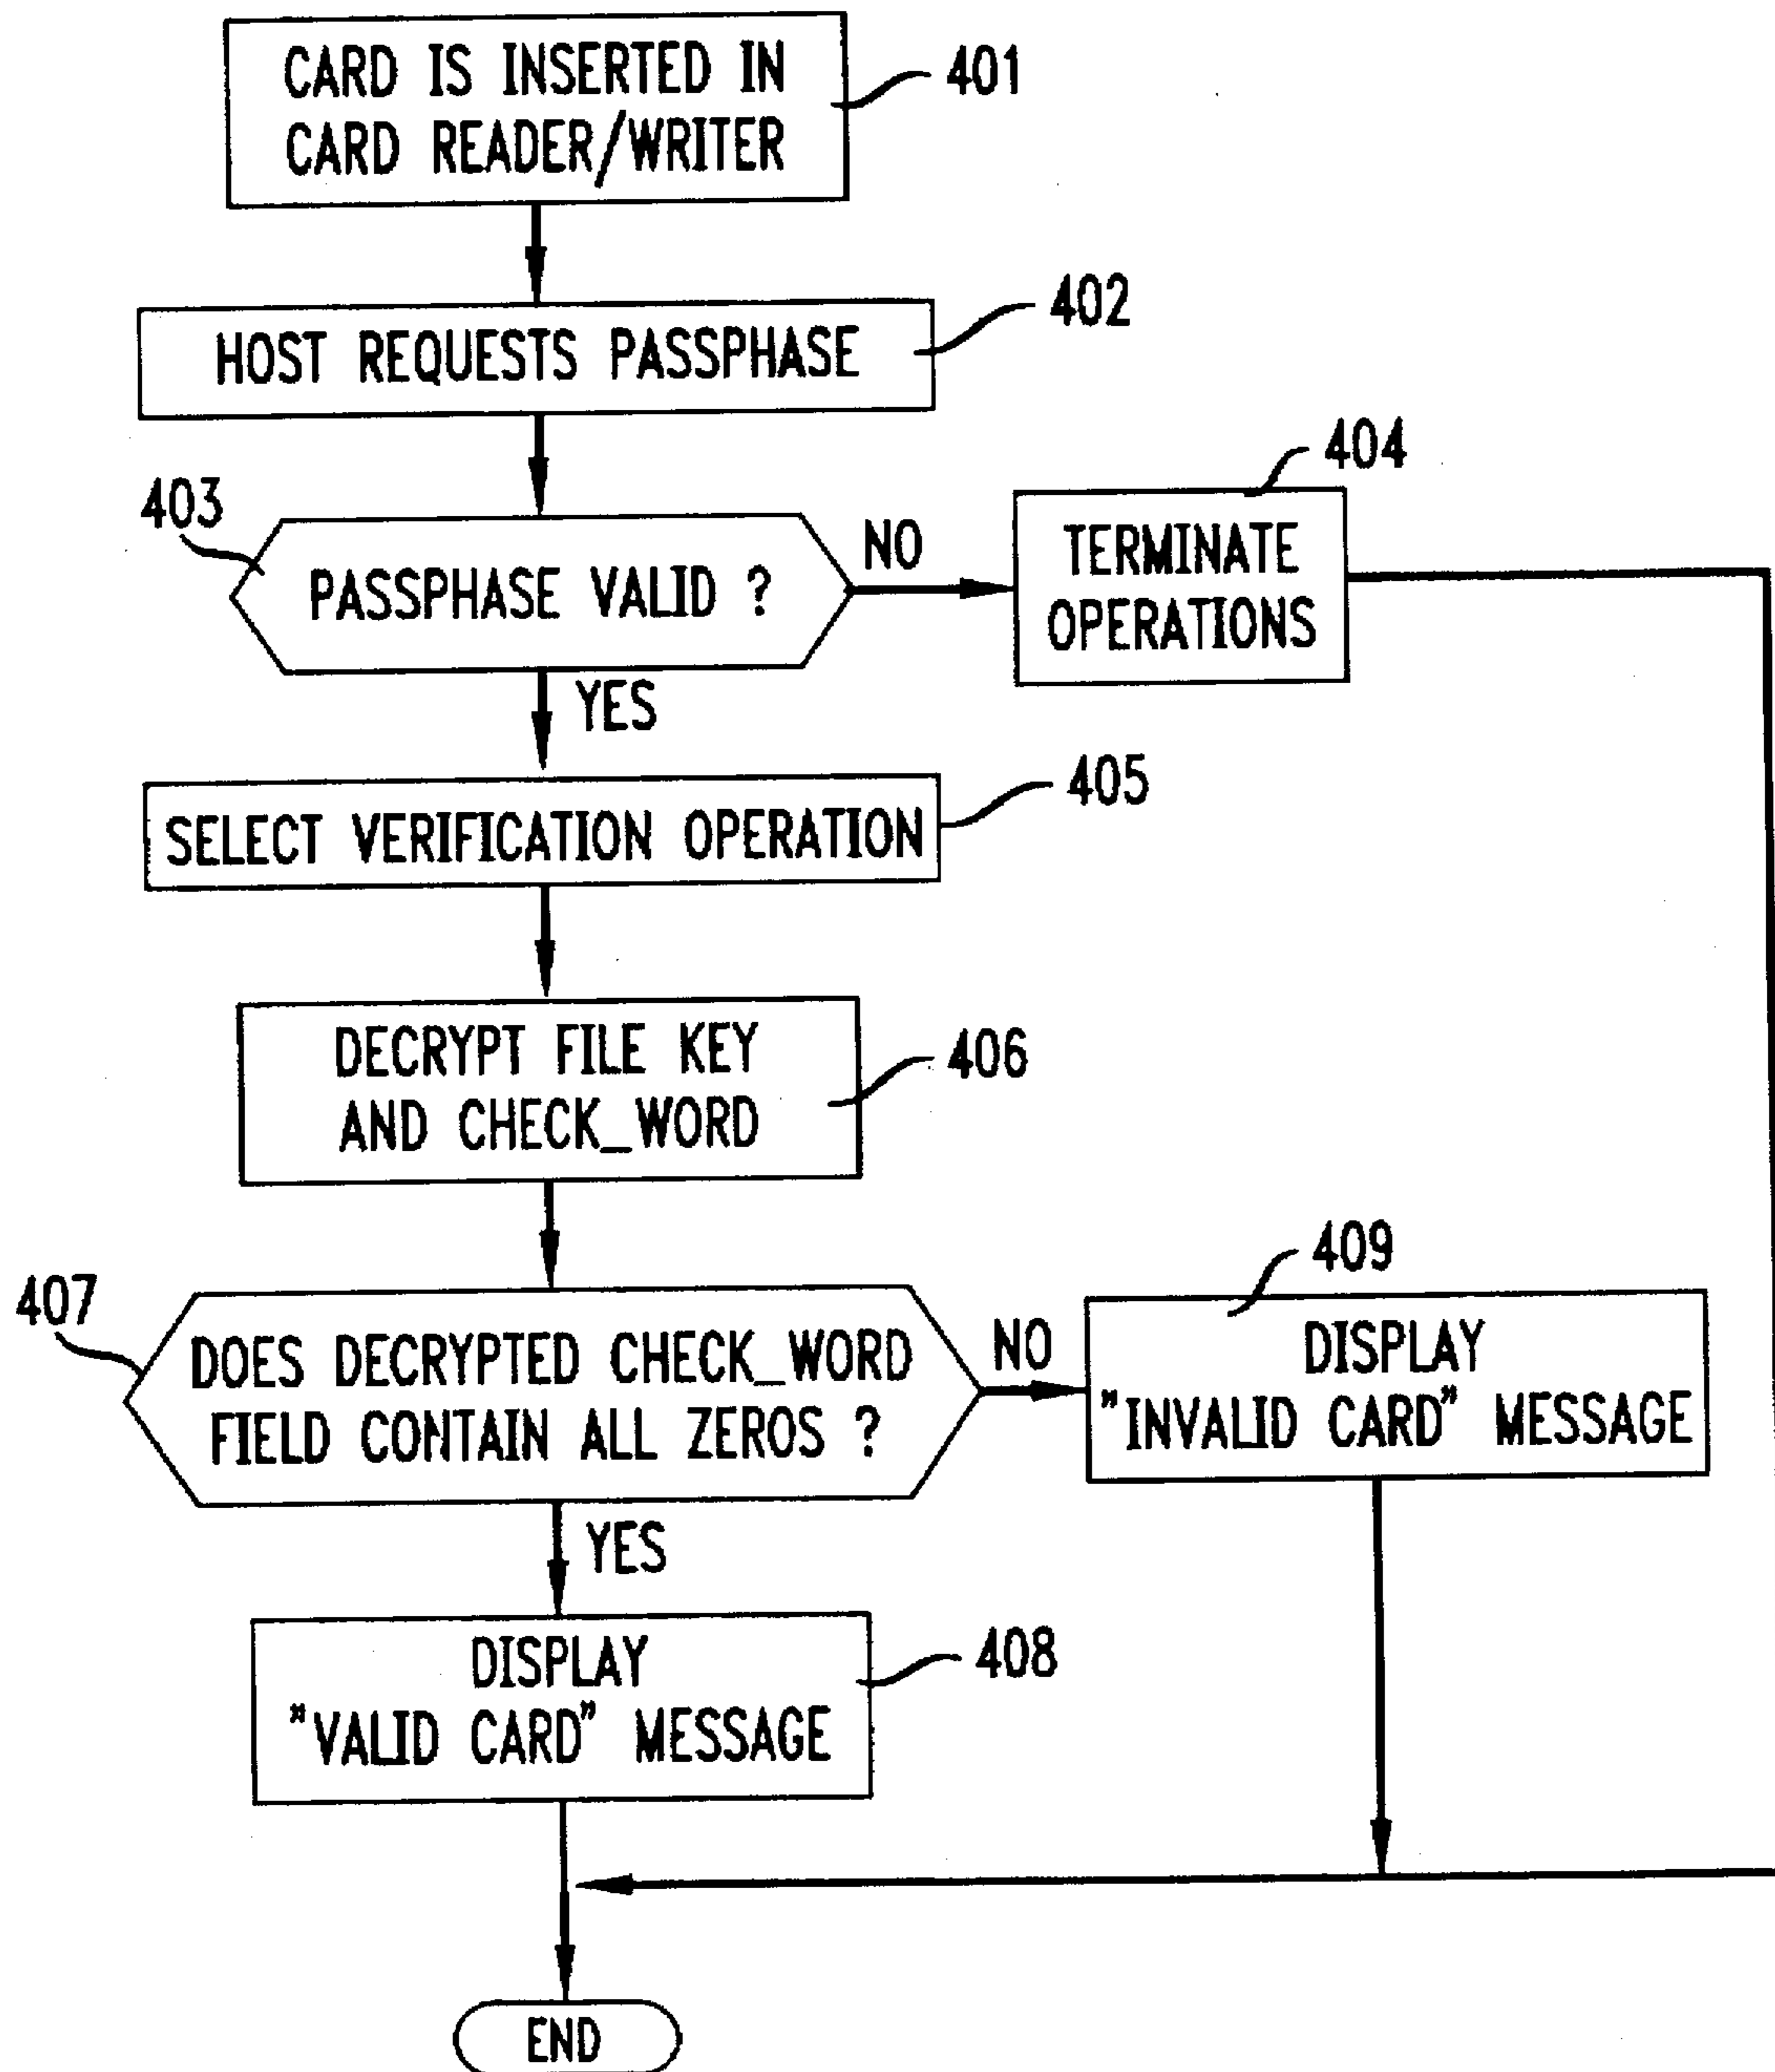 CARD IS INSERTED IN
CARD READER/WRITER
401
HOST REQUESTS PASSPHASE
402
403
PASSPHASE VALID ?
NO
404
TERMINATE
OPERATIONS
YES
405
SELECT VERIFICATION OPERATION
DECRYPT FILE KEY
AND CHECK_WORD
406
407
DOES DECRYPTED CHECK_WORD
FIELD CONTAIN ALL ZEROS ?
NO
409
DISPLAY
"INVALID CARD" MESSAGE
YES
DISPLAY
"VALID CARD" MESSAGE
408
END